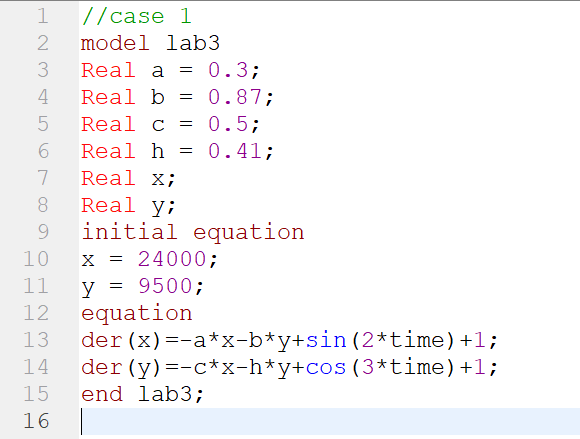 1 //case 1
2 model lab3
3 Real a = 0.3;
4 Real b = 0.87;
5 Real c = 0.5;
6 Real h = 0.41;
7 Real x;
8 Real y;
9 initial equation
10 x = 24000;
11 y = 9500;
12 equation
13 der(x)=-a*x-b*y+sin(2*time)+1;
14 der(y)=-c*x-h*y+cos(3*time)+1;
15 end lab3;
16